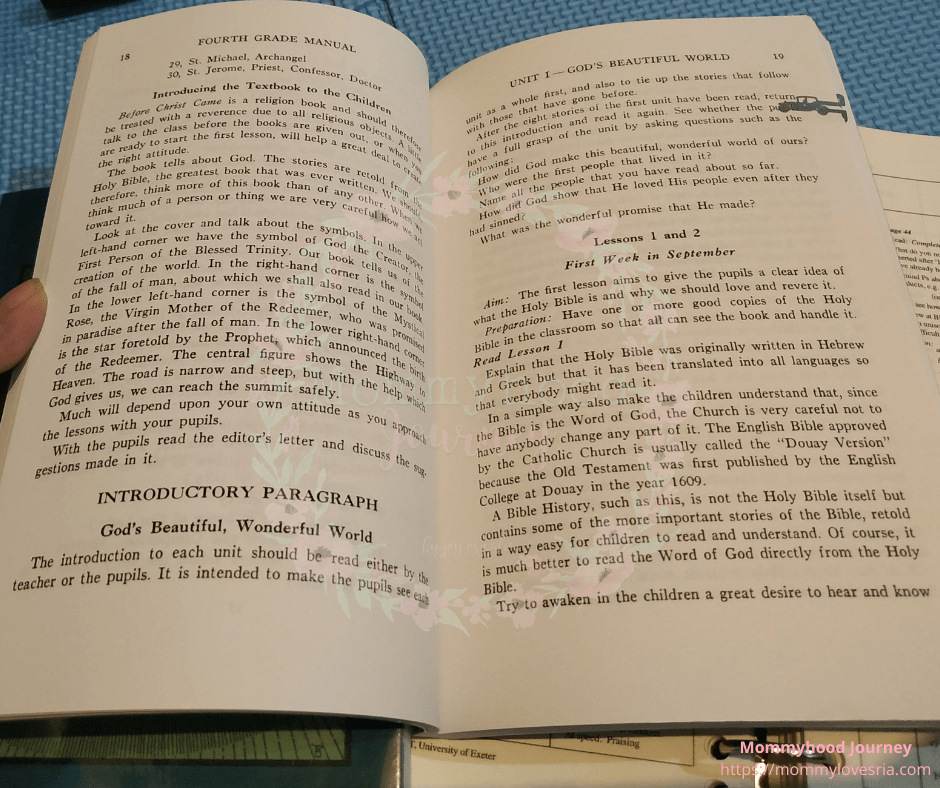 18
FOURTH GRADE MANUAL
29, St. Michael, Archangel
30, St. Jerome, Priest, Confessor, Doctor
Introducing the Textbook to the Children
Before Christ Came is a religion book and should therefore
be treated with a reverence due to all religious objects. A little
talk to the class before the books are given out, or when you
are ready to start the first lesson, will help a great deal to create
the right attitude.
The book tells about God. The stories are retold from the
Holy Bible, the greatest book that was ever written. We should,
therefore, think more of this book than of any other. When we
think much of a person or thing we are very careful how we act
toward it.
Look at the cover and talk about the symbols. In the upper
left-hand corner we have the symbol of God the Creator, the
First Person of the Blessed Trinity. Our book tells us of the
creation of the world. In the right-hand corner is the symbol
of the fall of man, about which we shall also read in our book.
In the lower left-hand corner is the symbol of the Mystical
Rose, the Virgin Mother of the Redeemer, who was promised
in paradise after the fall of man. In the lower right-hand corner
is the star foretold by the Prophet, which announced the birth
of the Redeemer. The central figure shows the Highway to
Heaven. The road is narrow and steep, but with the help which
God gives us, we can reach the summit safely.
Much will depend upon your own attitude as you approach
the lessons with your pupils.
With the pupils read the editor's letter and discuss the sug-
gestions made in it.
INTRODUCTORY PARAGRAPH
God's Beautiful, Wonderful World
The introduction to each unit should be read either by the
teacher or the pupils. It is intended to make the pupils see each
UNIT I—GOD'S BEAUTIFUL WORLD
19
unit as a whole first, and also to tie up the stories that follow
with those that have gone before.
After the eight stories of the first unit have been read, return
to this introduction and read it again. See whether the
have a full grasp of the unit by asking questions such as the
following:
How did God make this beautiful, wonderful world of ours?
Who were the first people that lived in it?
Name all the people that you have read about so far.
How did God show that He loved His people even after they
had sinned?
What was the wonderful promise that He made?
Lessons 1 and 2
First Week in September
Aim: The first lesson aims to give the pupils a clear idea of
what the Holy Bible is and why we should love and revere it.
Preparation: Have one or more good copies of the Holy
Bible in the classroom so that all can see the book and handle it.
Read Lesson 1
Explain that the Holy Bible was originally written in Hebrew
and Greek but that it has been translated into all languages so
that everybody might read it.
In a simple way also make the children understand that, since
the Bible is the Word of God, the Church is very careful not to
have anybody change any part of it. The English Bible approved
by the Catholic Church is usually called the "Douay Version"
because the Old Testament was first published by the English
College at Douay in the year 1609.
A Bible History, such as this, is not the Holy Bible itself but
contains some of the more important stories of the Bible, retold
in a way easy for children to read and understand. Of course, it
is much better to read the Word of God directly from the Holy
Bible.
Try to awaken in the children a great desire to hear and know
University of Exeter
speed, Praising
Mommyhood Journey
https://mommylovesria.com